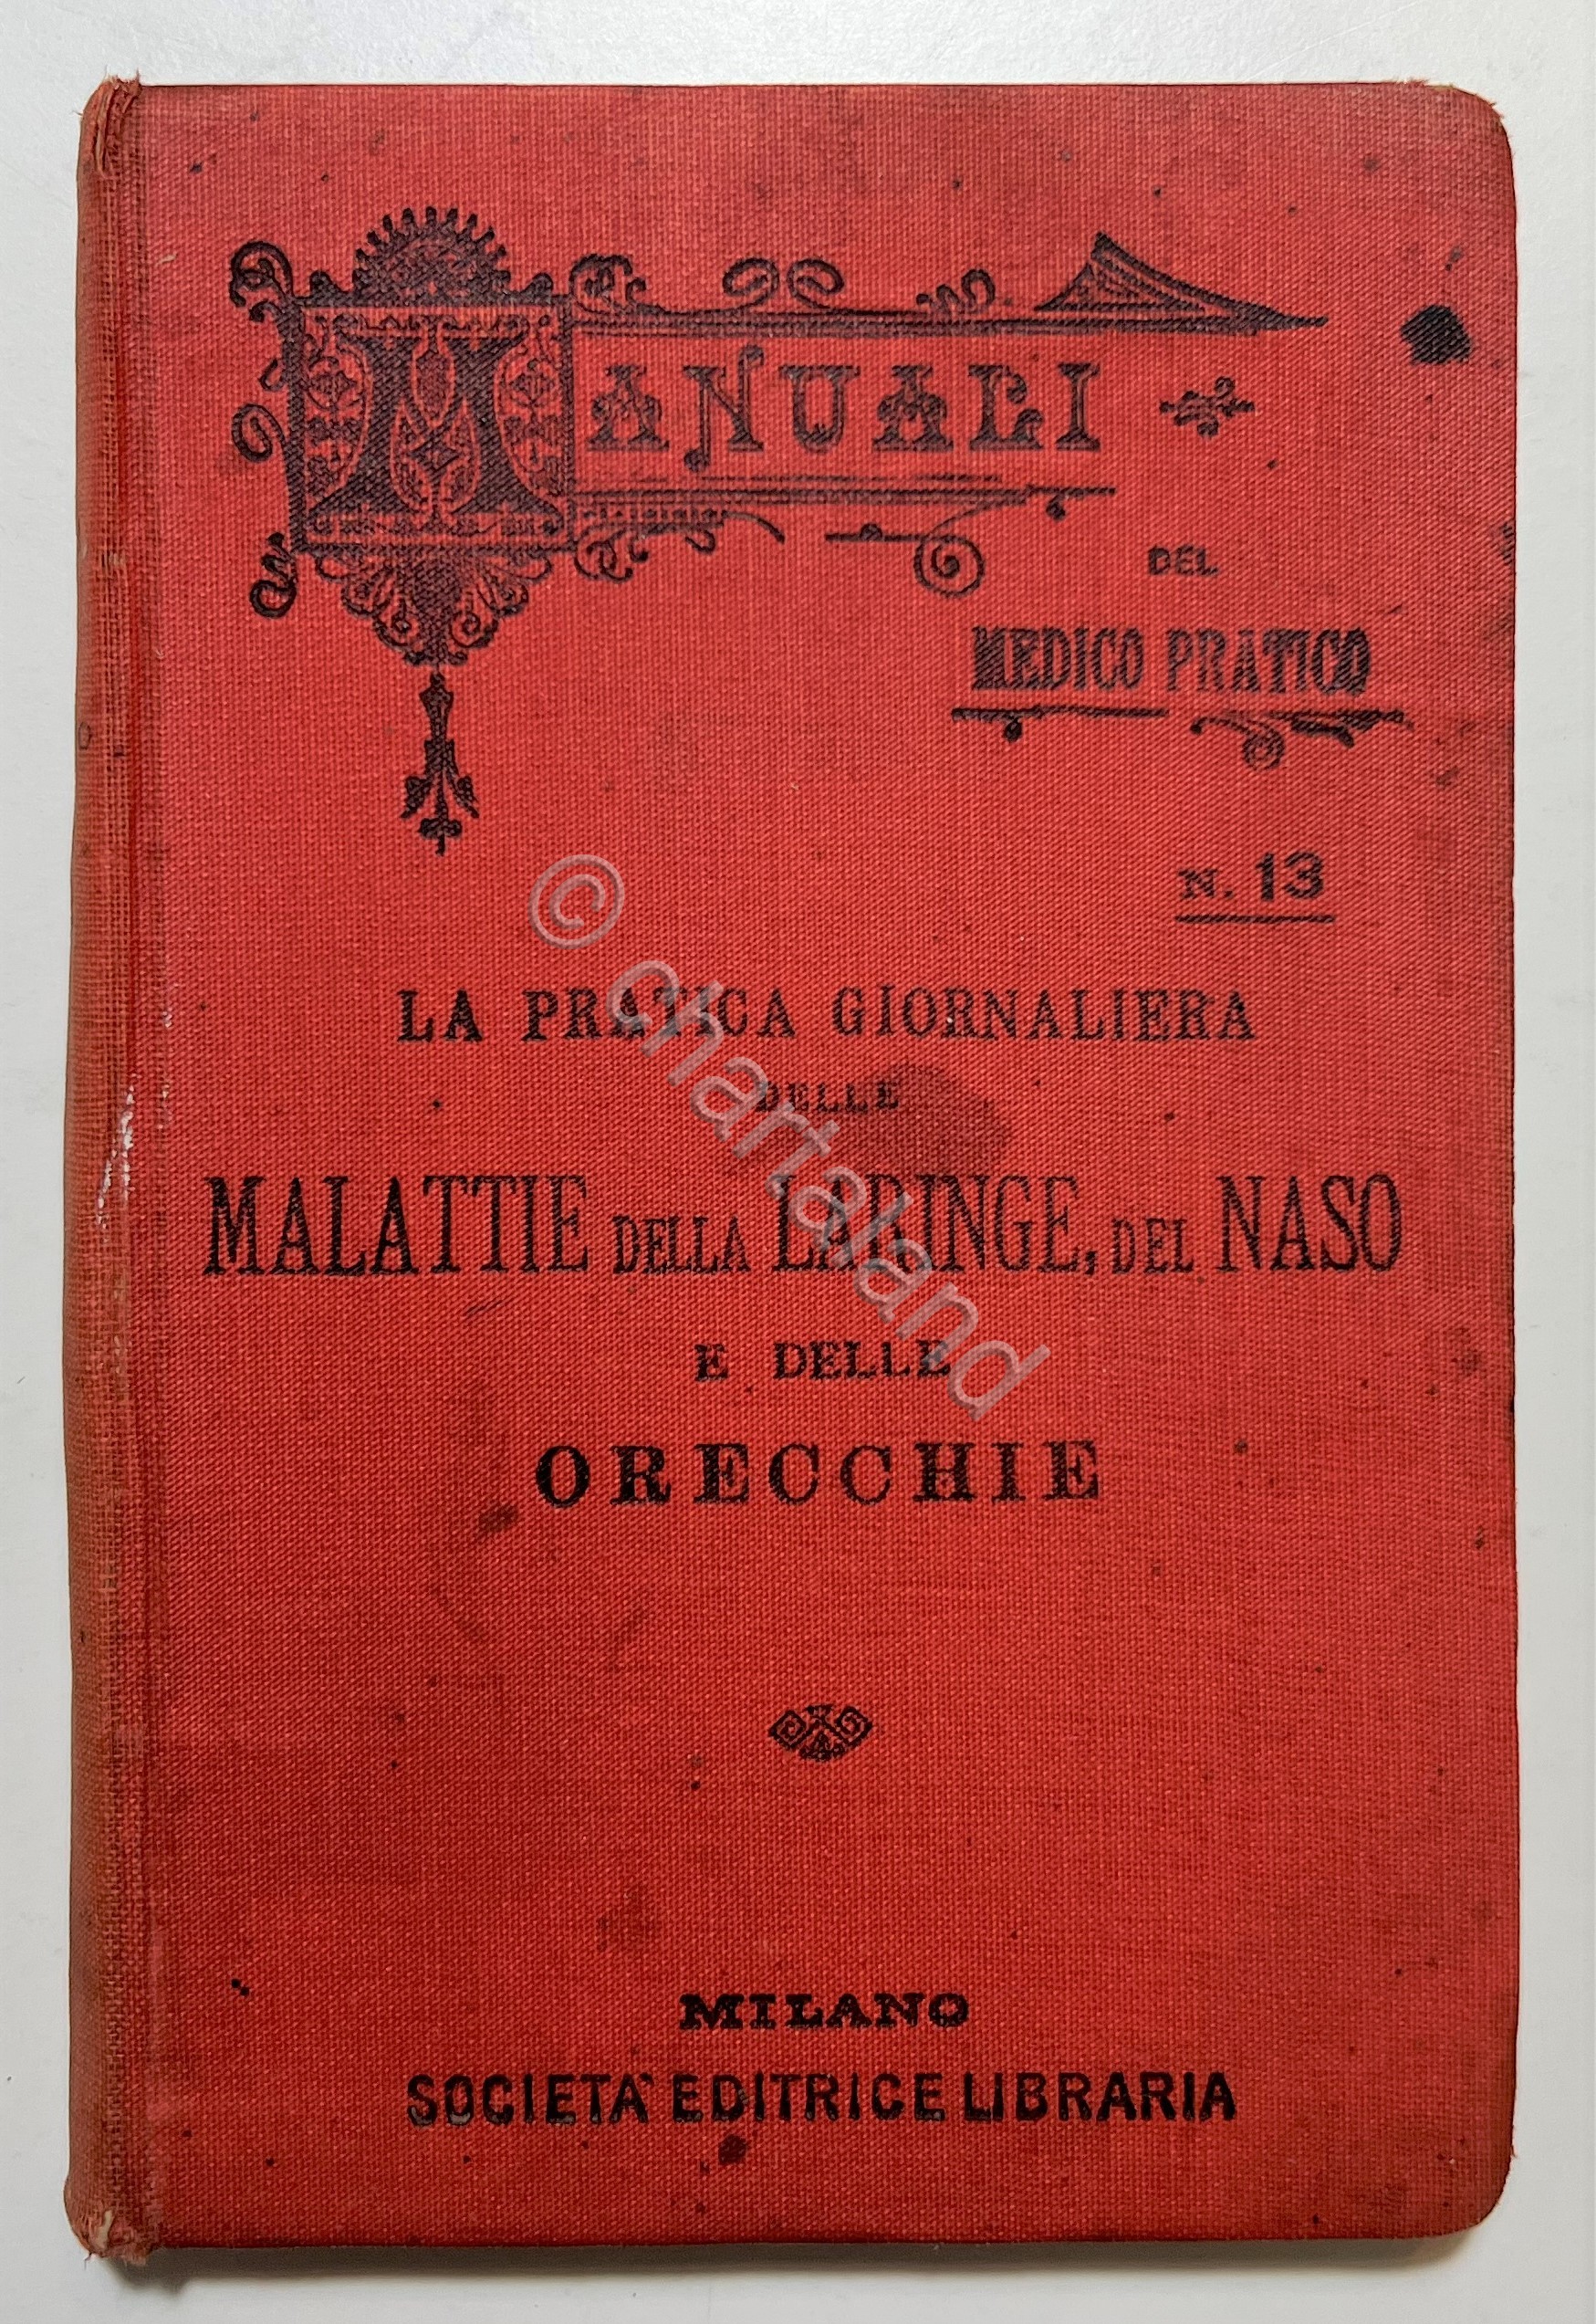 MANUALI
DEL
MEDICO PRATICO
N. 13
LA PRATICA GIORNALIERA
DELLE
MALATTIE DELLA LARINGE, DEL NASO
E DELLE
ORECCHIE
MILANO
SOCIETA' EDITRICE LIBRARIA
© chartaland